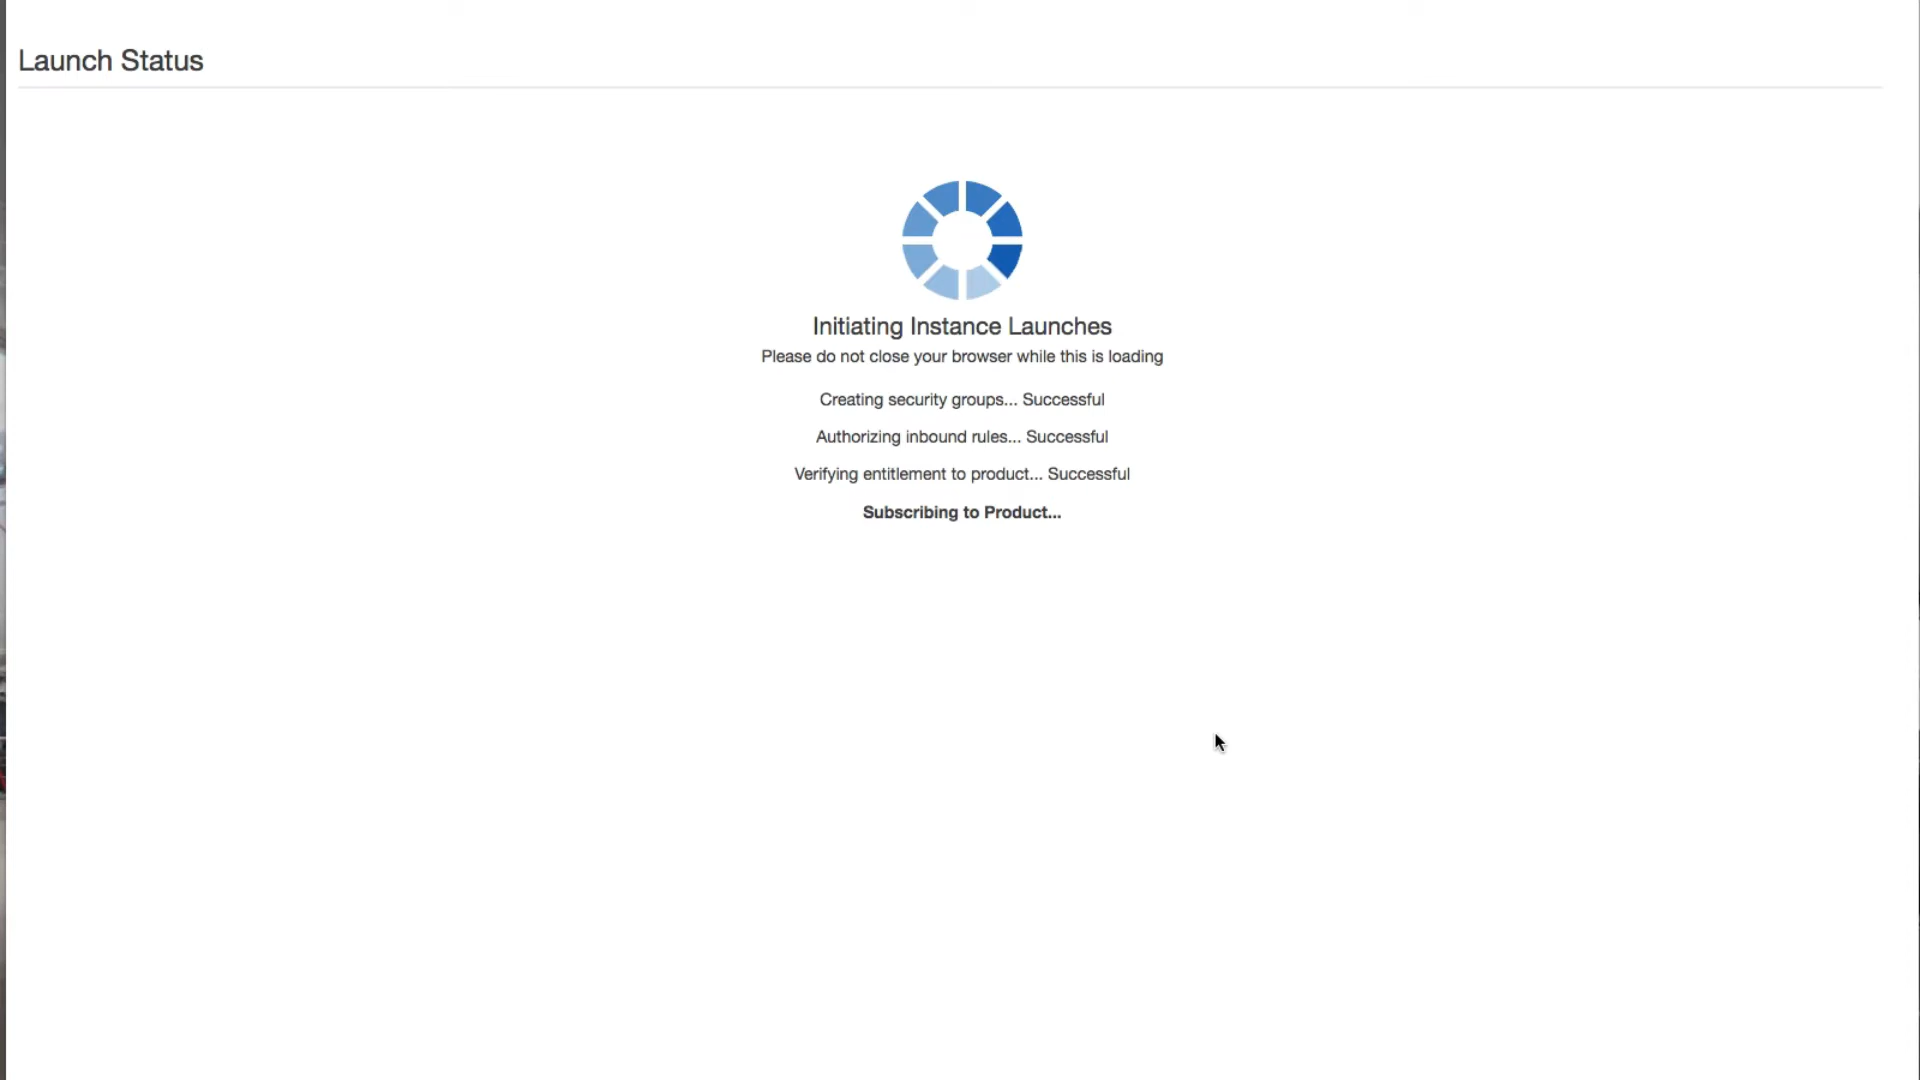 Launch Status
Initiating Instance Launches
Please do not close your browser while this is loading
Creating security groups... Successful
Authorizing inbound rules... Successful
Verifying entitlement to product... Successful
Subscribing to Product...